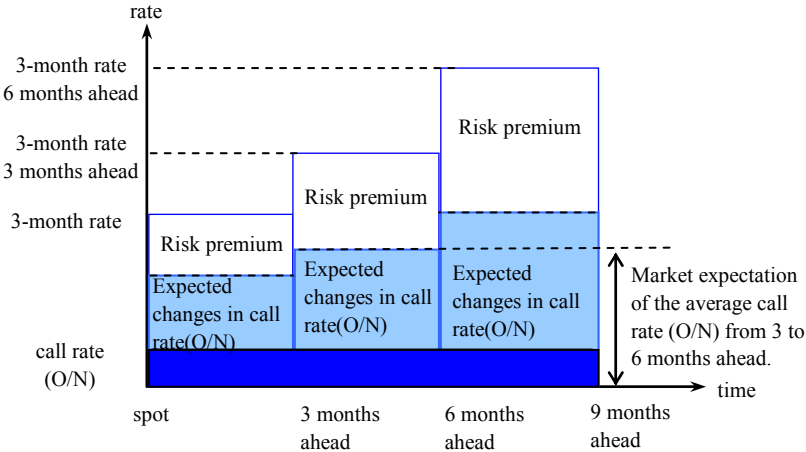 rate
3-month rate
6 months ahead
3-month rate
3 months ahead
3-month rate
call rate
(O/N)
Risk premium
Expected
changes in call
rate(O/N)
Risk premium
Expected
changes in call
rate(O/N)
Risk premium
Expected
changes in call
rate(O/N)
Market expectation
of the average call
rate (O/N) from 3 to
6 months ahead.
time
spot
3 months
ahead
6 months
ahead
9 months
ahead